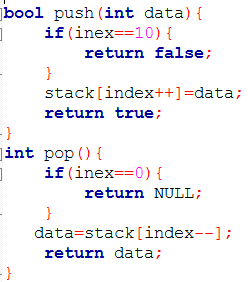 bool push(int data){
if(inex==10){
return false;
}
stack[index++]=data;
return true;
}
int pop(){
if(inex==0){
return NULL;
}
data=stack[index--];
return data;
}